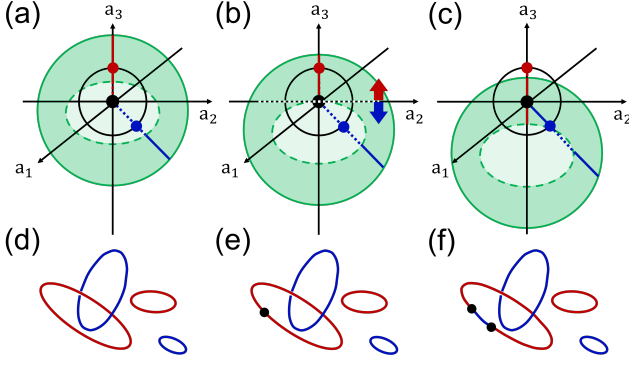 (a) (b) (c)
a₃ a₃ a₃
a₂ a₂ a₂
a₁ a₁ a₁
(d) (e) (f)